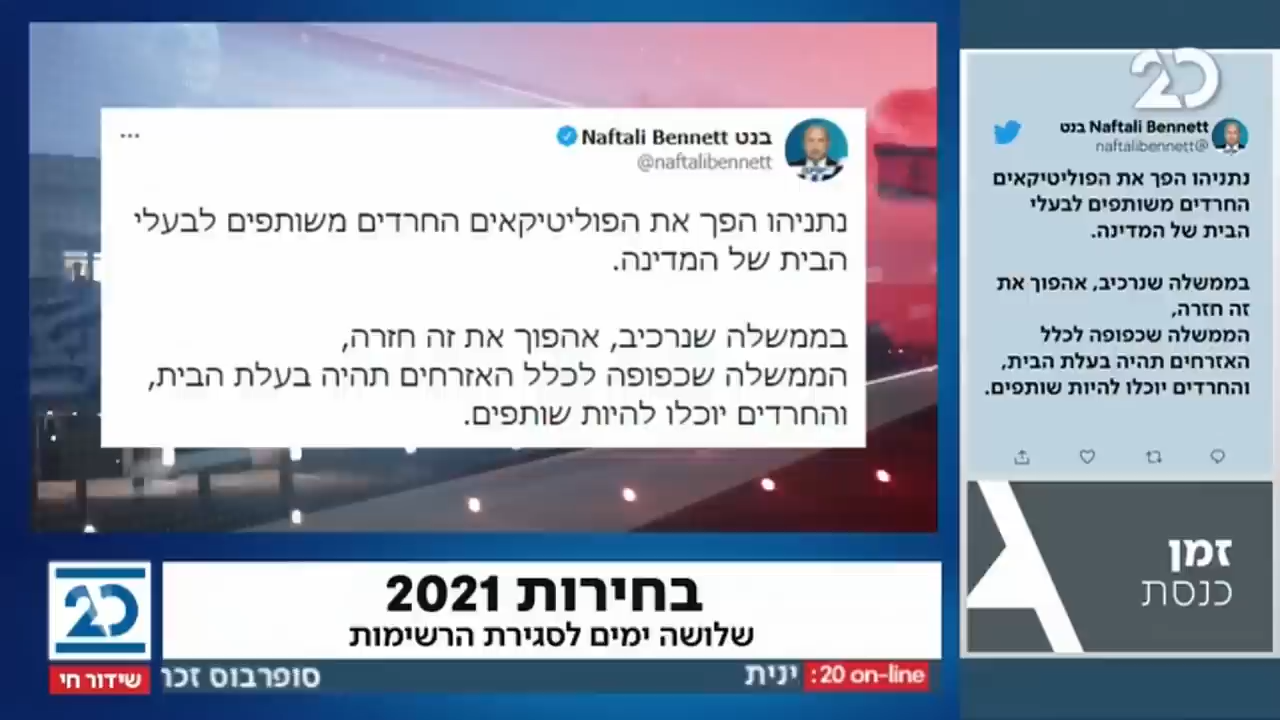 בנט Naftali Bennett
@naftalibennett
נתניהו הפך את הפוליטיקאים החרדים משותפים לבעלי
הבית של המדינה.
בממשלה שנרכיב, אהפוך את זה חזרה,
הממשלה שכפופה לכלל האזרחים תהיה בעלת הבית,
והחרדים יוכלו להיות שותפים.
20
בנט Naftali Bennett
naftalibennett@
נתניהו הפך את הפוליטיקאים
החרדים משותפים לבעלי
הבית של המדינה.
בממשלה שנרכיב, אהפוך את
זה חזרה,
הממשלה שכפופה לכלל
האזרחים תהיה בעלת הבית,
והחרדים יוכלו להיות שותפים.
זמן
כנסת
בחירות 2021
שלושה ימים לסגירת הרשימות
20
20 on-line: ינית
סופרבוס זכר
שידור חי